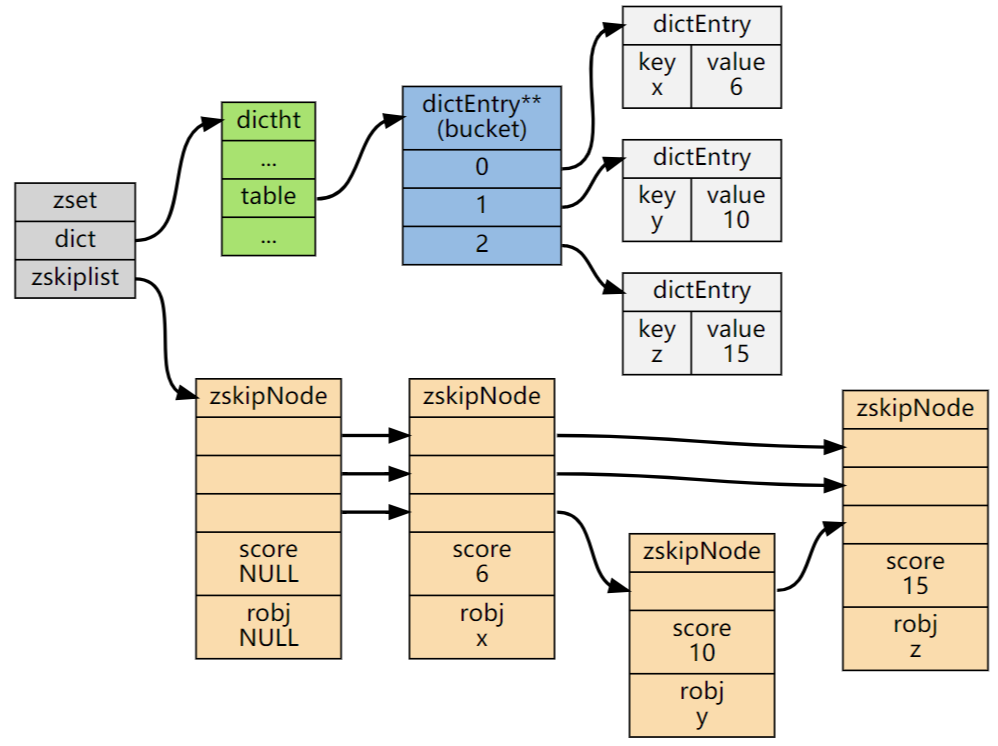 zset
dict
zskiplist
dictht
...
table
...
dictEntry**
(bucket)
0
1
2
dictEntry
key value
x 6
dictEntry
key value
y 10
dictEntry
key value
z 15
zskipNode
score
NULL
robj
NULL
zskipNode
score
6
robj
x
zskipNode
score
10
robj
y
zskipNode
score
15
robj
z